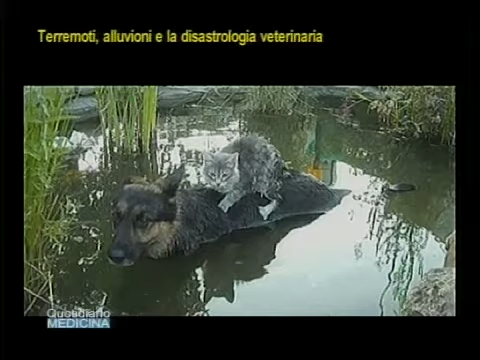 Terremoti, alluvioni e la disastrologia veterinaria
Quotidiano
MEDICINA